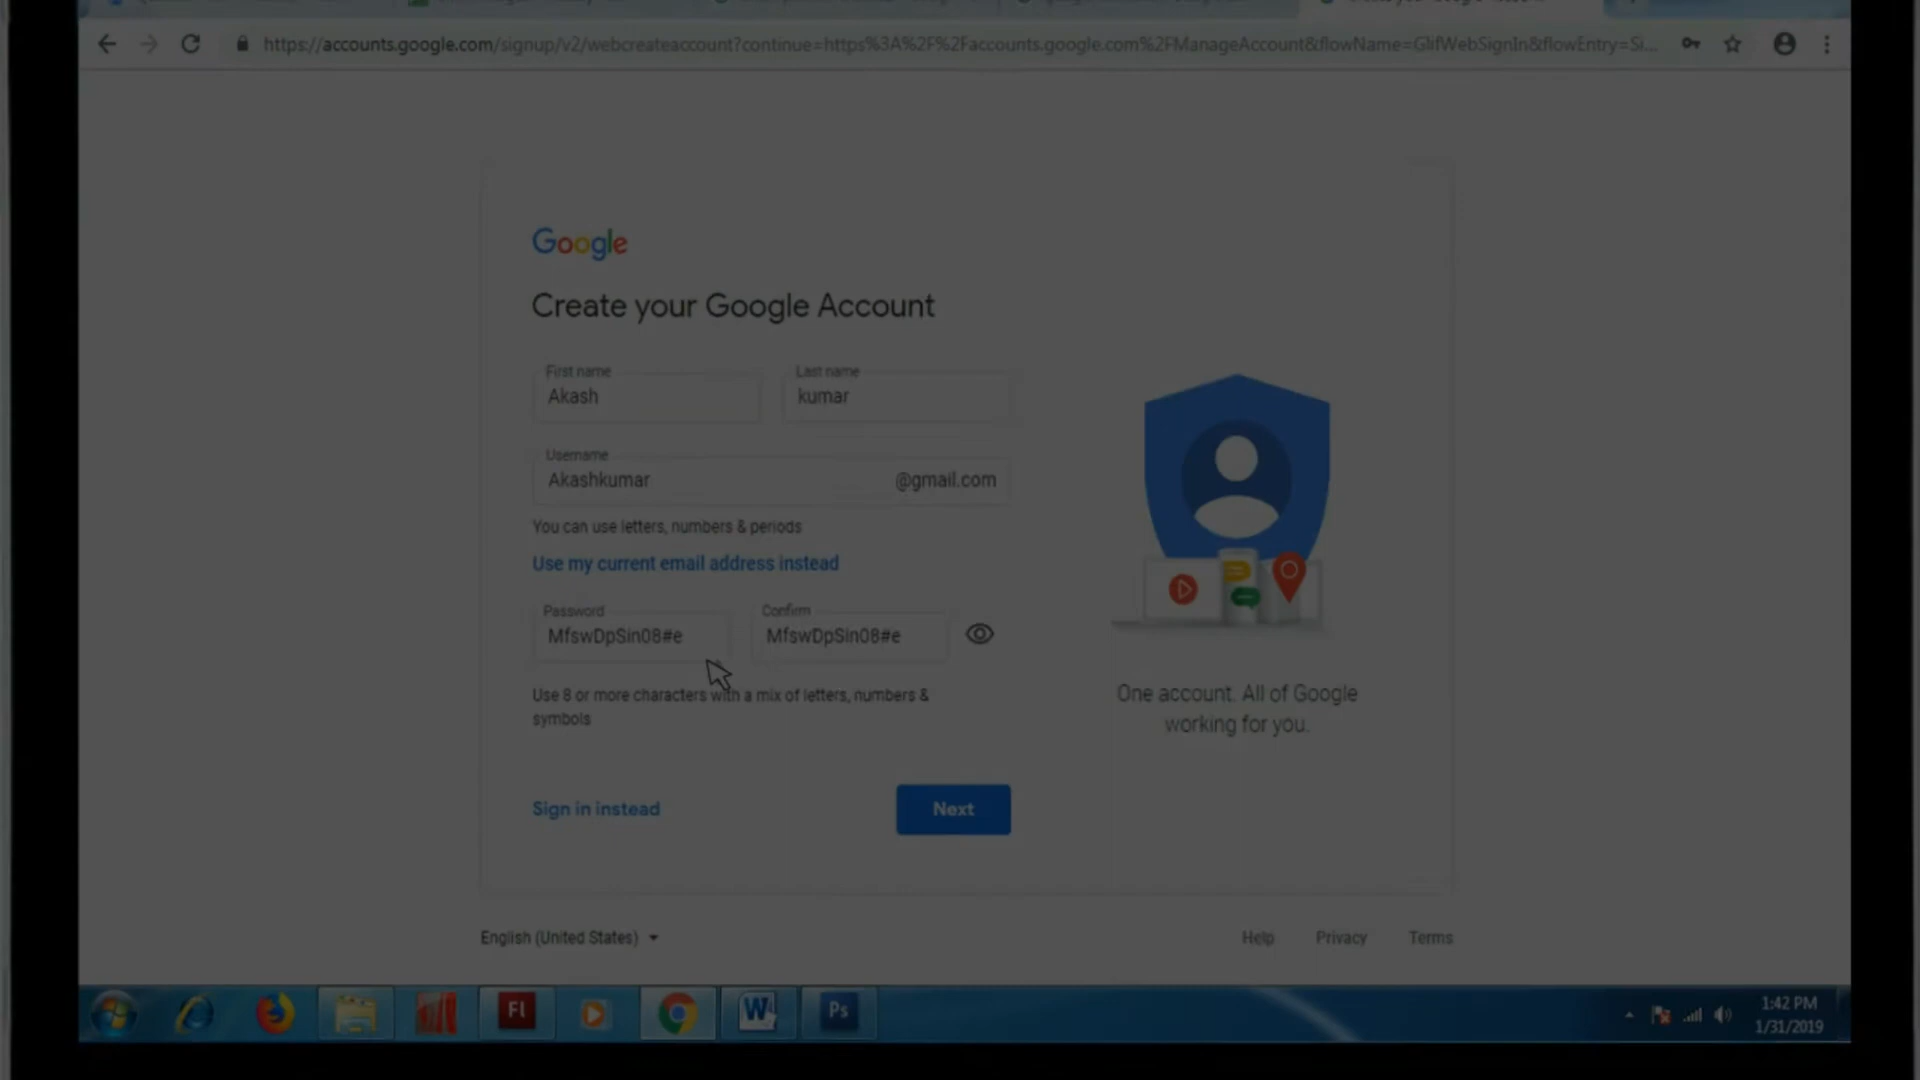 https://accounts.google.com/signup/v2/webcreateaccount?continue=https%3A%2F%2Faccounts.google.com%2FManageAccount&flowName=GlifWebSignIn&flowEntry=Si...
Google
Create your Google Account
First name
Last name
Akash
kumar
Username
Akashkumar
@gmail.com
You can use letters, numbers & periods
Use my current email address instead
Password
Confirm
MfswDpSin08#e
MfswDpSin08#e
Use 8 or more characters with a mix of letters, numbers &
symbols
One account. All of Google
working for you.
Sign in instead
Next
English (United States)
Help
Privacy
Terms
Fl
W
Ps
1:42 PM
1/31/2019